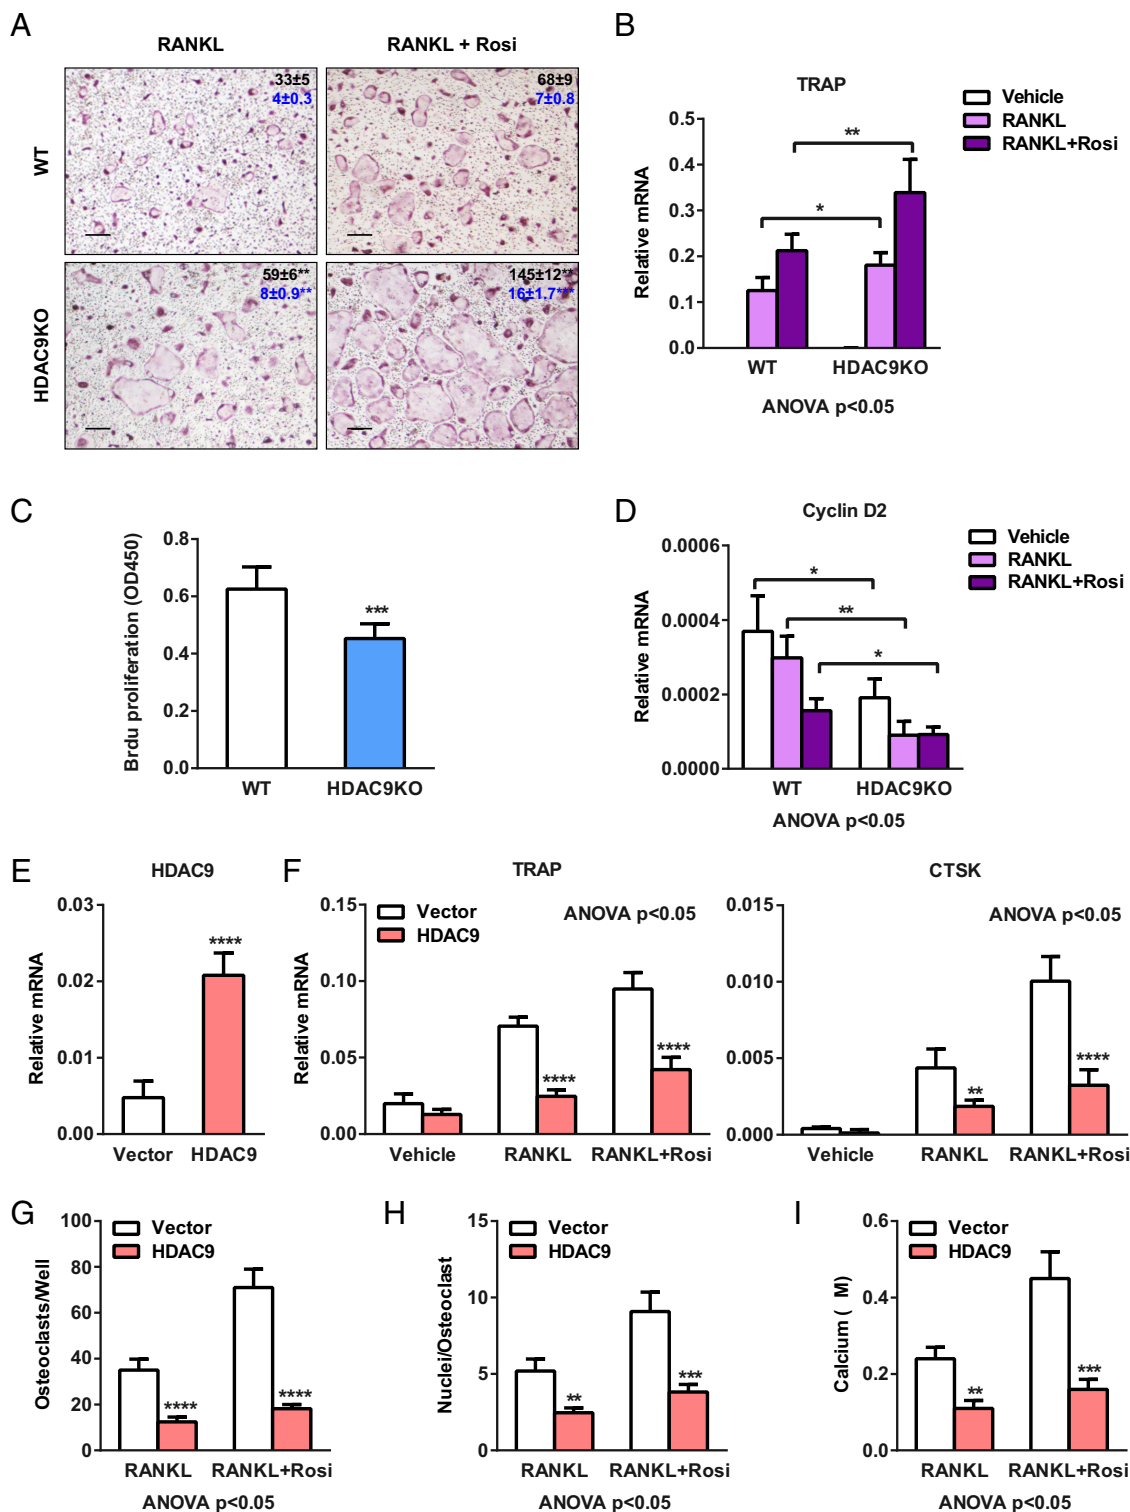 A
RANKL
RANKL + Rosi
WT
33±5
4±0.3
68±9
7±0.8
HDAC9KO
59±6**
8±0.9**
145±12**
16±1.7***
B
TRAP
Vehicle
RANKL
RANKL+Rosi
Relative mRNA
0.5
0.4
0.3
0.2
0.1
0.0
**
*
WT
HDAC9KO
ANOVA p<0.05
C
Brdu proliferation (OD450)
0.8
0.6
0.4
0.2
0.0
***
WT
HDAC9KO
D
Cyclin D2
Vehicle
RANKL
RANKL+Rosi
Relative mRNA
0.0006
0.0004
0.0002
0.0000
*
**
*
WT
HDAC9KO
ANOVA p<0.05
E
HDAC9
Relative mRNA
0.03
0.02
0.01
0.00
****
Vector
HDAC9
F
TRAP
Vector
HDAC9
ANOVA p<0.05
Relative mRNA
0.15
0.10
0.05
0.00
****
****
Vehicle
RANKL
RANKL+Rosi
CTSK
ANOVA p<0.05
0.015
0.010
0.005
0.000
**
****
Vehicle
RANKL
RANKL+Rosi
G
Vector
HDAC9
Osteoclasts/Well
100
80
60
40
20
0
****
****
RANKL
RANKL+Rosi
ANOVA p<0.05
H
Vector
HDAC9
Nuclei/Osteoclast
15
10
5
0
**
***
RANKL
RANKL+Rosi
ANOVA p<0.05
I
Vector
HDAC9
Calcium ( M)
0.6
0.4
0.2
0.0
**
***
RANKL
RANKL+Rosi
ANOVA p<0.05